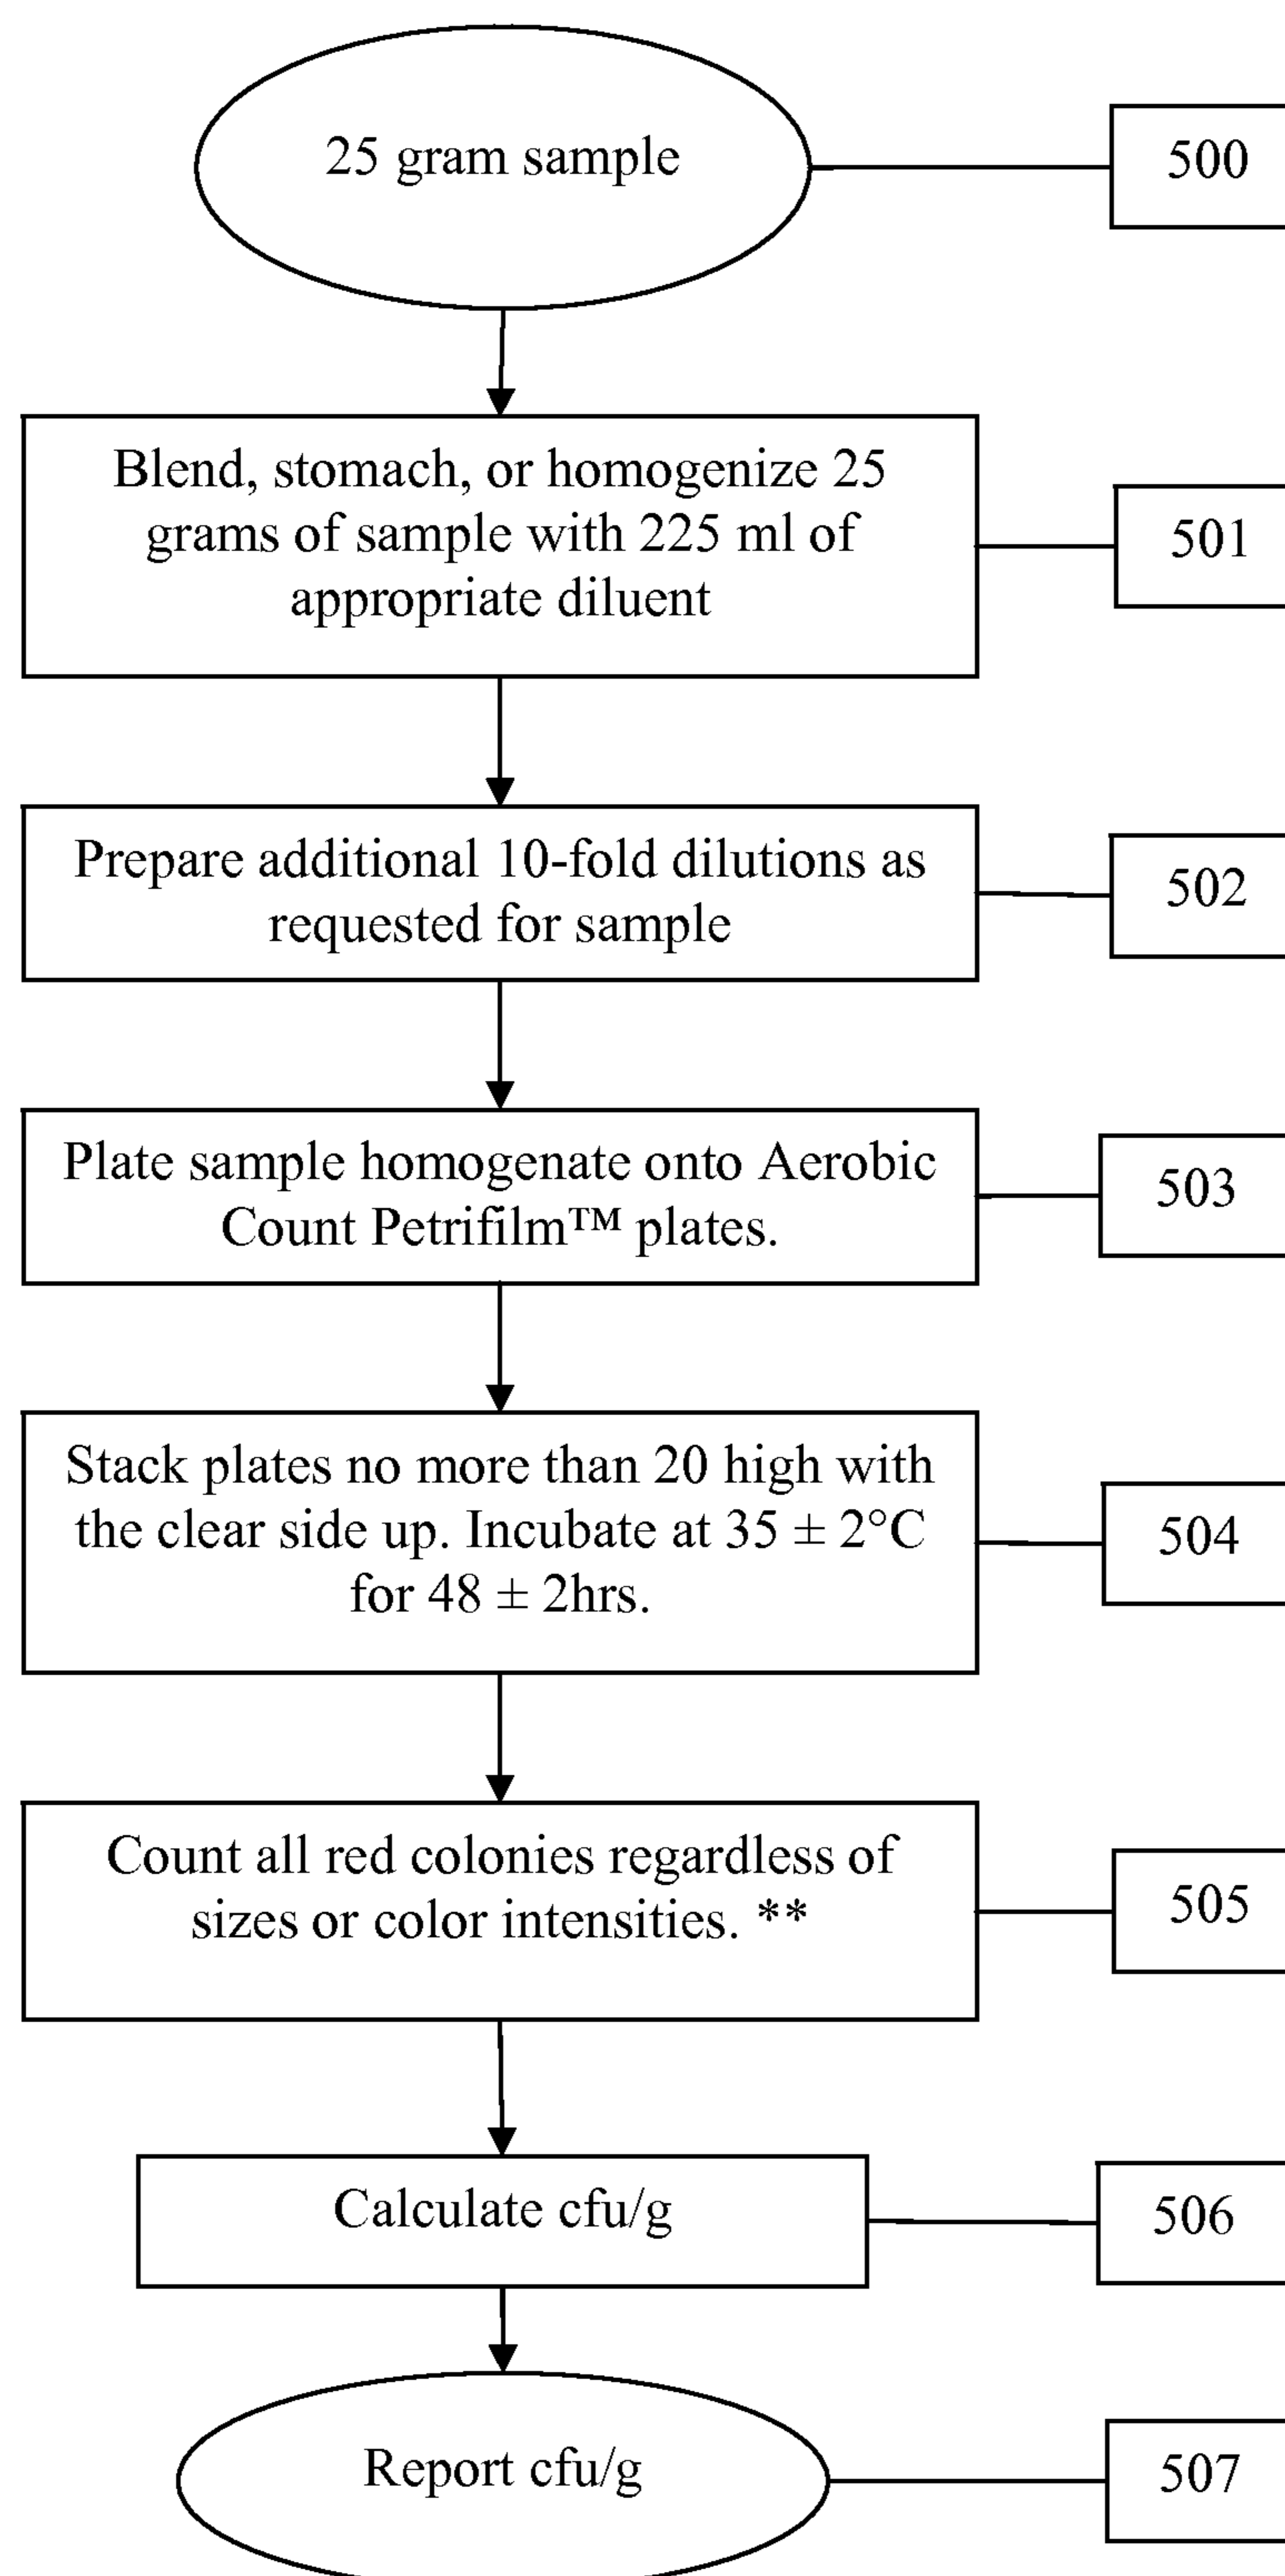 25 gram sample
500
Blend, stomach, or homogenize 25
grams of sample with 225 ml of
appropriate diluent
501
Prepare additional 10-fold dilutions as
requested for sample
502
Plate sample homogenate onto Aerobic
Count Petrifilm™ plates.
503
Stack plates no more than 20 high with
the clear side up. Incubate at 35 ± 2°C
for 48 ± 2hrs.
504
Count all red colonies regardless of
sizes or color intensities. **
505
Calculate cfu/g
506
Report cfu/g
507